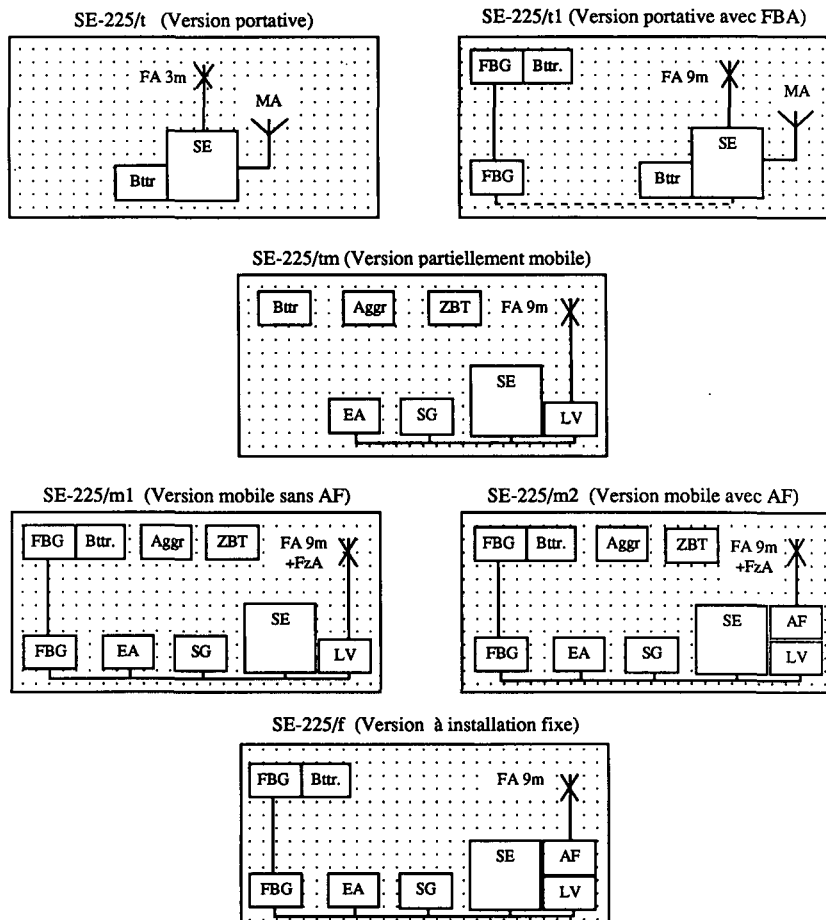 SE-225/t (Version portative)
FA 3m
MA
SE
Bttr
SE-225/t1 (Version portative avec FBA)
FBG Bttr.
FA 9m
MA
SE
FBG
Bttr
SE-225/tm (Version partiellement mobile)
Bttr Aggr ZBT FA 9m
SE
EA SG LV
SE-225/m1 (Version mobile sans AF)
FBG Bttr. Aggr ZBT FA 9m
+FzA
SE
FBG EA SG LV
SE-225/m2 (Version mobile avec AF)
FBG Bttr. Aggr ZBT FA 9m
+FzA
SE AF
FBG EA SG LV
SE-225/f (Version à installation fixe)
FBG Bttr. FA 9m
SE AF
FBG EA SG LV